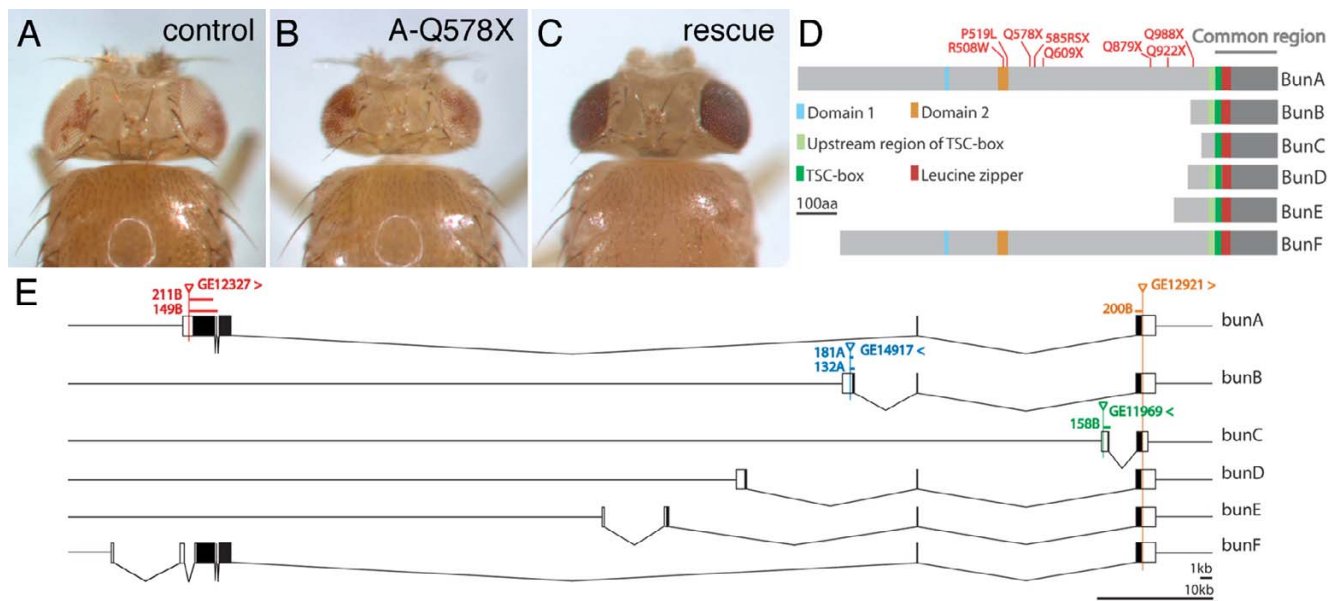 A control
B A-Q578X
C rescue
D
P519L Q578X 585RSX Q988X Common region
R508W Q609X Q879X Q922X
BunA
Domain 1 Domain 2 BunB
Upstream region of TSC-box BunC
TSC-box Leucine zipper BunD
100aa BunE
BunF
E
GE12327 > GE12921 >
211B
149B 200B
bunA
181A GE14917 <
132A
bunB
GE11969 <
158B
bunC
bunD
bunE
bunF
1kb
10kb